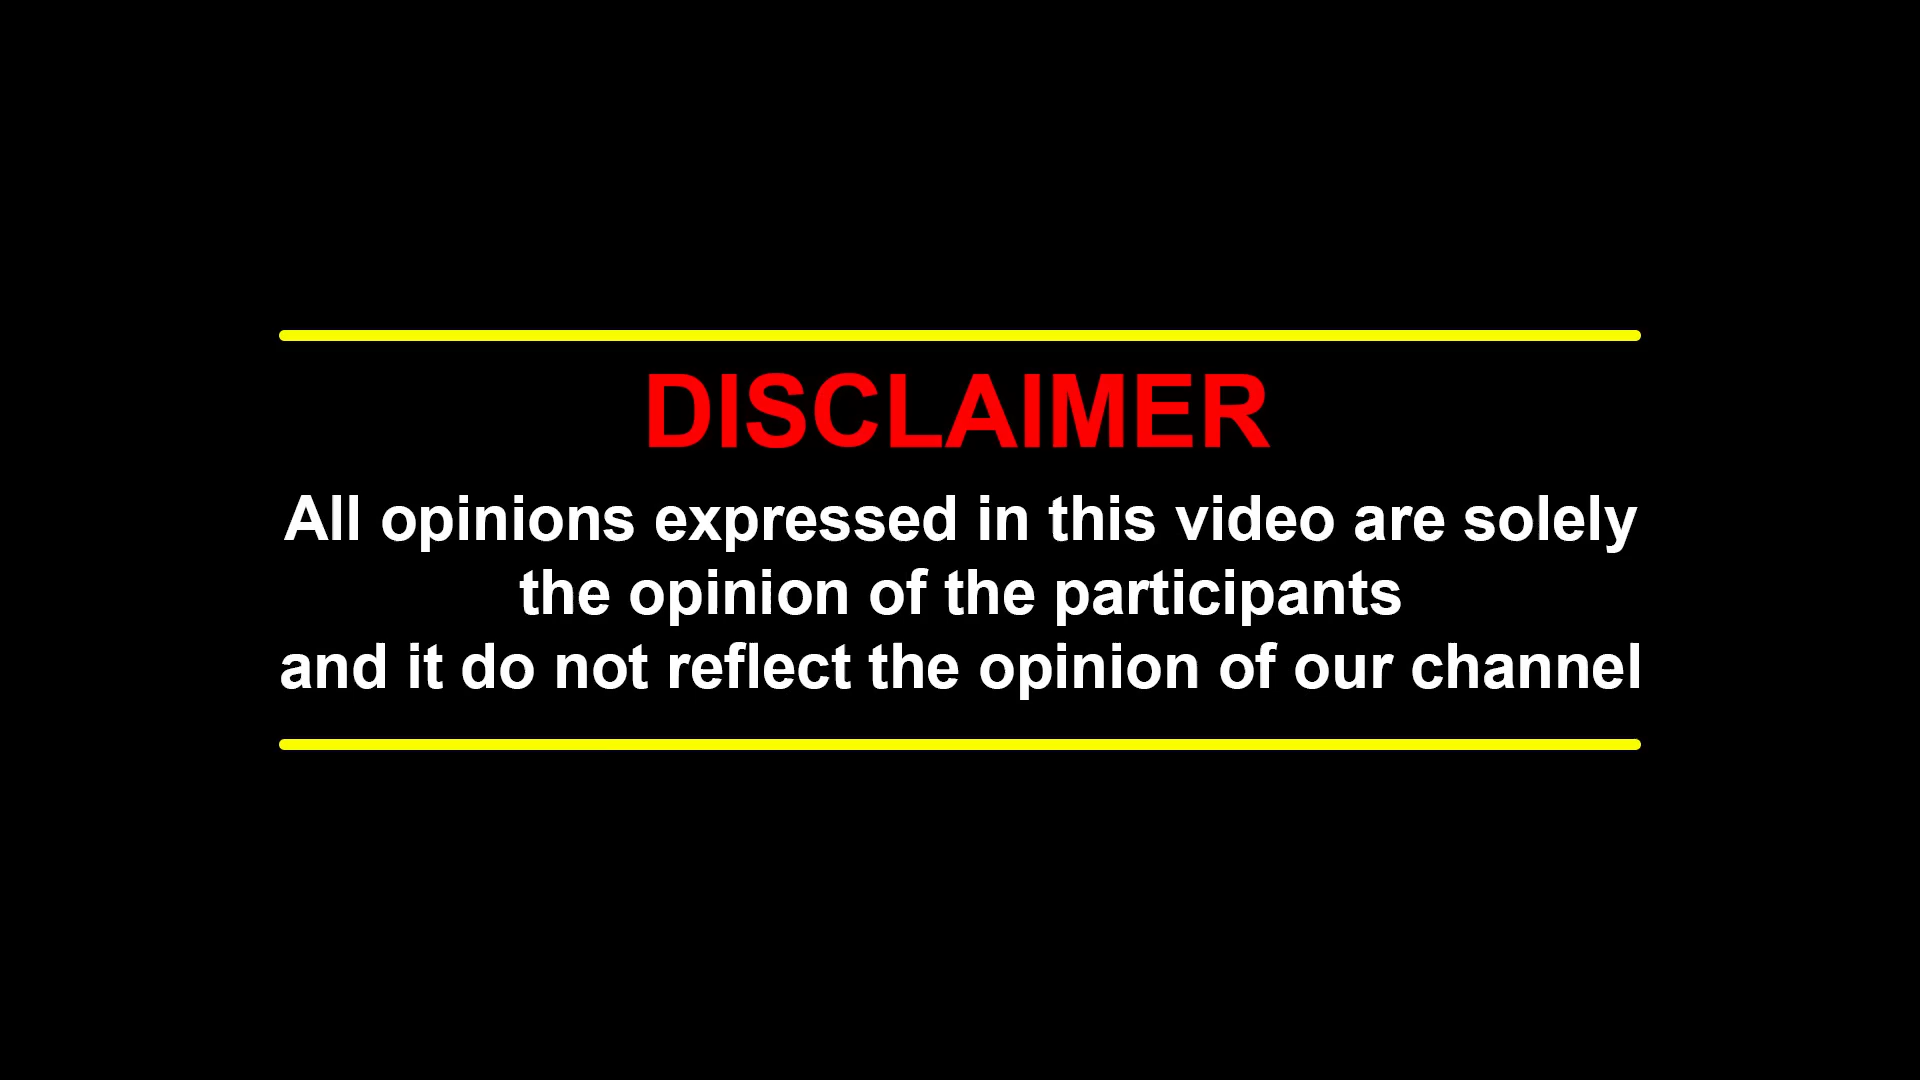 DISCLAIMER
All opinions expressed in this video are solely
the opinion of the participants
and it do not reflect the opinion of our channel